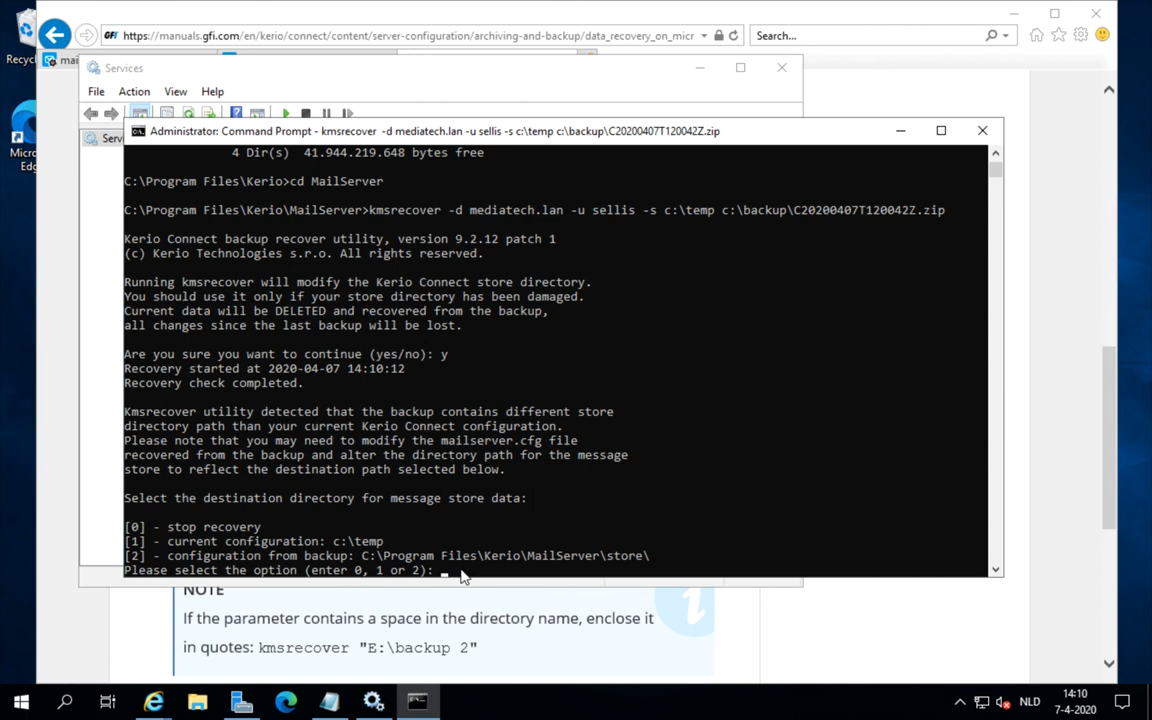 Recycl
Micro
Edg
https://manuals.gfi.com/en/kerio/connect/content/server-configuration/archiving-and-backup/data_recovery_on_micr
Search...
mai
Services
File Action View Help
Servi
Administrator: Command Prompt - kmsrecover -d mediatech.lan -u sellis -s c:\temp c:\backup\C20200407T120042Z.zip
4 Dir(s) 41.944.219.648 bytes free
C:\Program Files\Kerio>cd MailServer
C:\Program Files\Kerio\MailServer>kmsrecover -d mediatech.lan -u sellis -s c:\temp c:\backup\C20200407T120042Z.zip
Kerio Connect backup recover utility, version 9.2.12 patch 1
(c) Kerio Technologies s.r.o. All rights reserved.
Running kmsrecover will modify the Kerio Connect store directory.
You should use it only if your store directory has been damaged.
Current data will be DELETED and recovered from the backup,
all changes since the last backup will be lost.
Are you sure you want to continue (yes/no): y
Recovery started at 2020-04-07 14:10:12
Recovery check completed.
Kmsrecover utility detected that the backup contains different store
directory path than your current Kerio Connect configuration.
Please note that you may need to modify the mailserver.cfg file
recovered from the backup and alter the directory path for the message
store to reflect the destination path selected below.
Select the destination directory for message store data:
[0] - stop recovery
[1] - current configuration: c:\temp
[2] - configuration from backup: C:\Program Files\Kerio\MailServer\store\
Please select the option (enter 0, 1 or 2):
NOTE
If the parameter contains a space in the directory name, enclose it
in quotes: kmsrecover "E:\backup 2"
NLD
14:10
7-4-2020